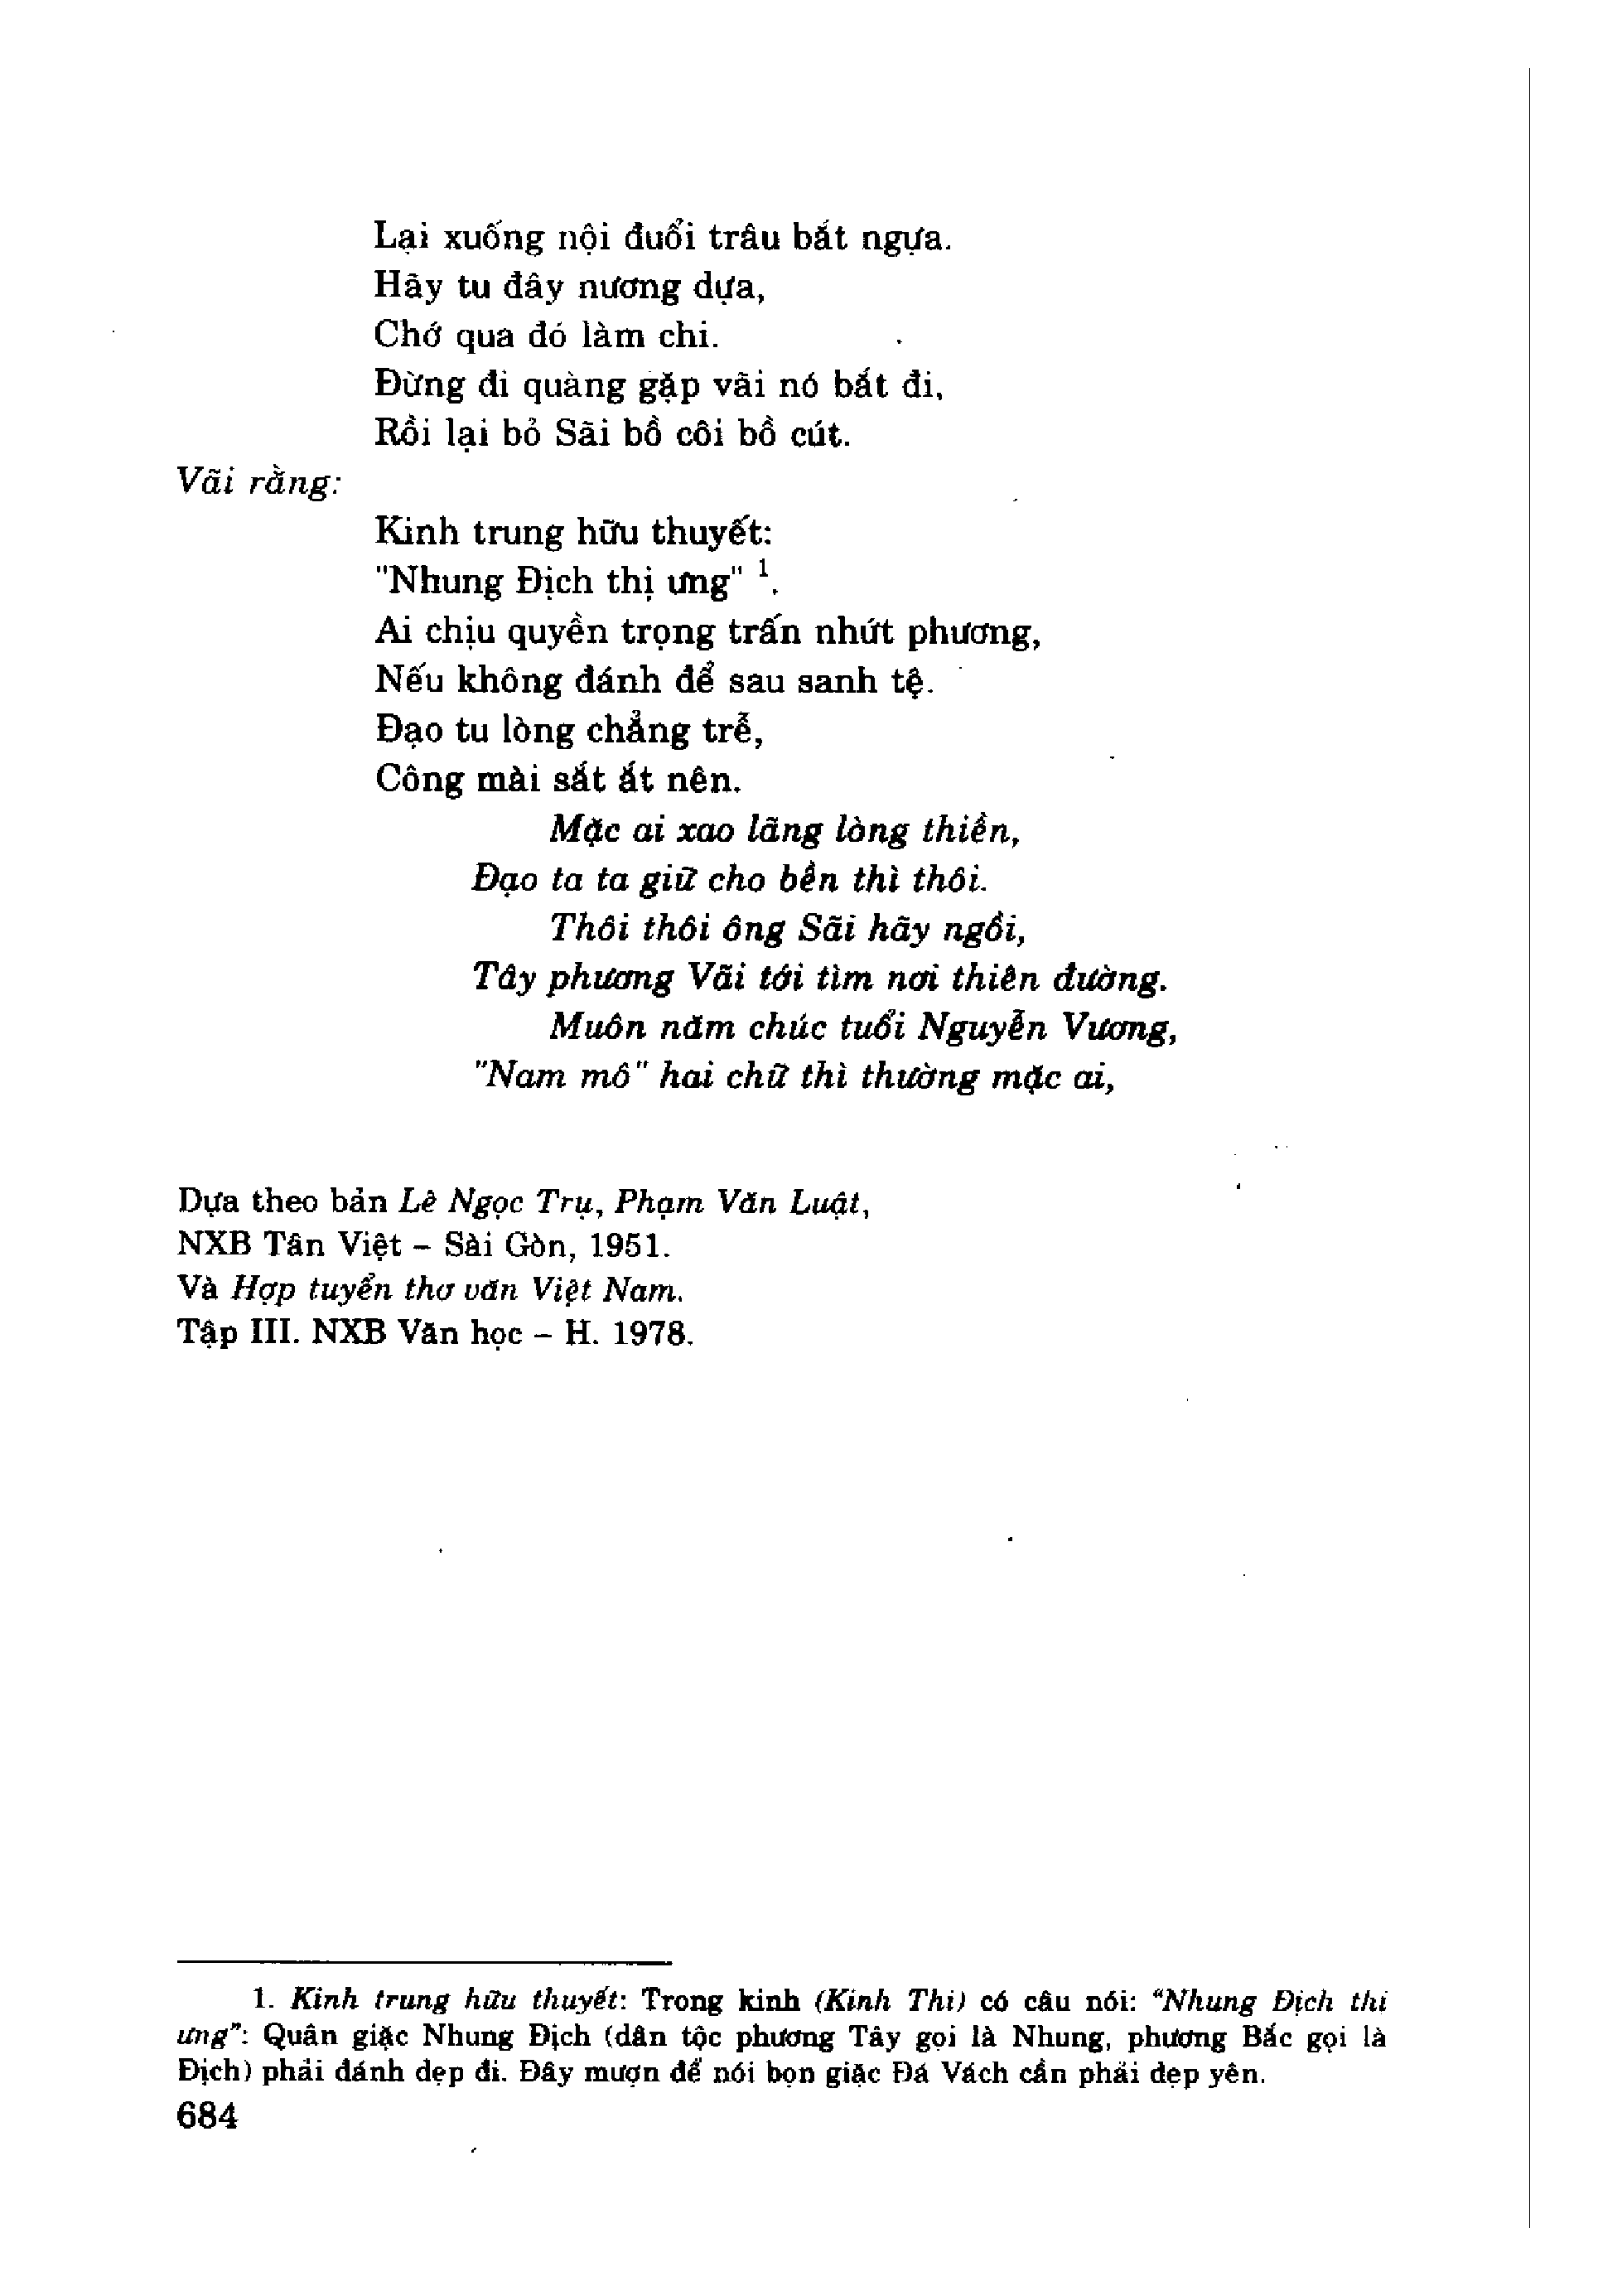 Lại xuống nội đuổi trâu bắt ngựa.
Hãy tu đây nương dựa,
Chớ qua đó làm chi.
Đừng đi quàng gặp vãi nó bắt đi,
Rồi lại bỏ Sãi bồ côi bồ cút.
Vãi rằng:
Kinh trung hữu thuyết:
"Nhung Địch thị ưng" ¹.
Ai chịu quyền trọng trấn nhứt phương,
Nếu không đánh để sau sanh tệ.
Đạo tu lòng chẳng trễ,
Công mài sắt ắt nên.
Mặc ai xao lãng lòng thiền,
Đạo ta ta giữ cho bền thì thôi.
Thôi thôi ông Sãi hãy ngồi,
Tây phương Vãi tới tìm nơi thiên đường.
Muôn năm chúc tuổi Nguyễn Vương,
"Nam mô" hai chữ thì thường mặc ai,
Dựa theo bản Lê Ngọc Trụ, Phạm Văn Luật,
NXB Tân Việt – Sài Gòn, 1951.
Và Hợp tuyển thơ văn Việt Nam.
Tập III. NXB Văn học – H. 1978.
1. Kinh trung hữu thuyết: Trong kinh (Kinh Thi) có câu nói: "Nhung Địch thị
ưng": Quân giặc Nhung Địch (dân tộc phương Tây gọi là Nhung, phương Bắc gọi là
Địch) phải đánh dẹp đi. Đây mượn để nói bọn giặc Đá Vách cần phải dẹp yên.
684